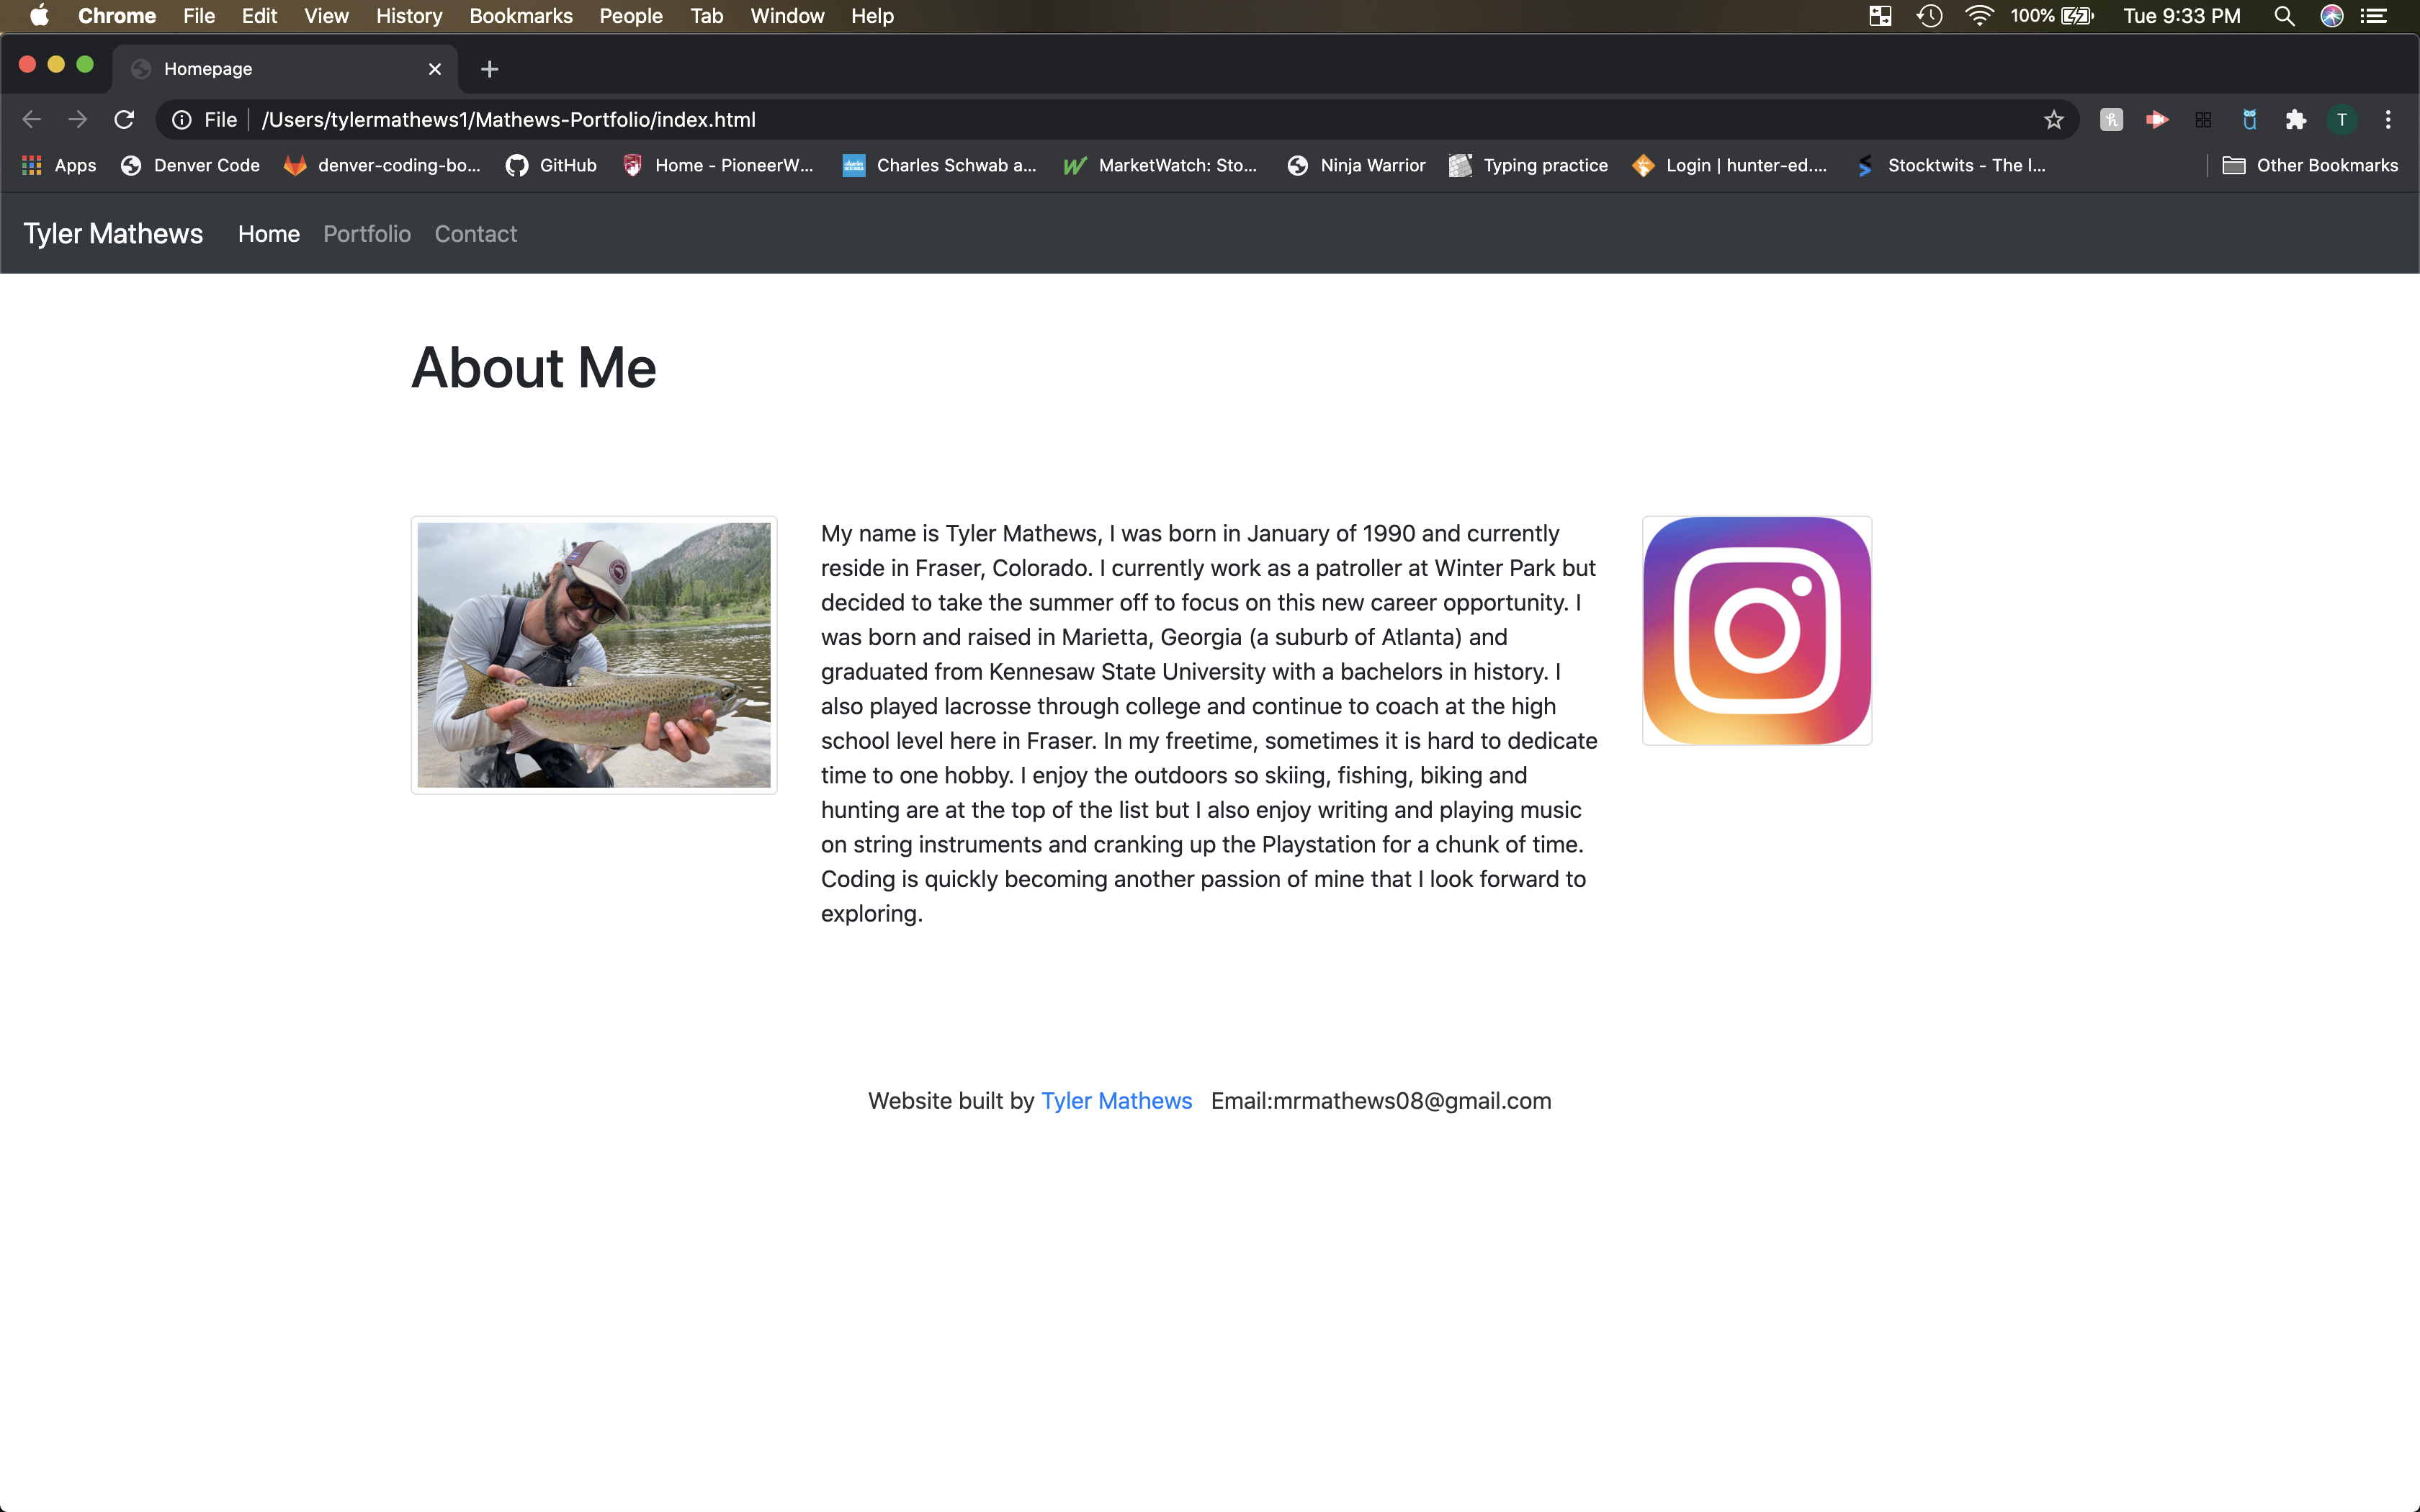 Chrome File Edit View History Bookmarks People Tab Window Help 100% Tue 9:33 PM
Homepage
File /Users/tylermathews1/Mathews-Portfolio/index.html T
Apps Denver Code denver-coding-bo... GitHub Home - PioneerW... Charles Schwab a... MarketWatch: Sto... Ninja Warrior Typing practice Login | hunter-ed.... Stocktwits - The l... Other Bookmarks
Tyler Mathews Home Portfolio Contact
About Me
My name is Tyler Mathews, I was born in January of 1990 and currently
reside in Fraser, Colorado. I currently work as a patroller at Winter Park but
decided to take the summer off to focus on this new career opportunity. I
was born and raised in Marietta, Georgia (a suburb of Atlanta) and
graduated from Kennesaw State University with a bachelors in history. I
also played lacrosse through college and continue to coach at the high
school level here in Fraser. In my freetime, sometimes it is hard to dedicate
time to one hobby. I enjoy the outdoors so skiing, fishing, biking and
hunting are at the top of the list but I also enjoy writing and playing music
on string instruments and cranking up the Playstation for a chunk of time.
Coding is quickly becoming another passion of mine that I look forward to
exploring.
Website built by Tyler Mathews Email:mrmathews08@gmail.com